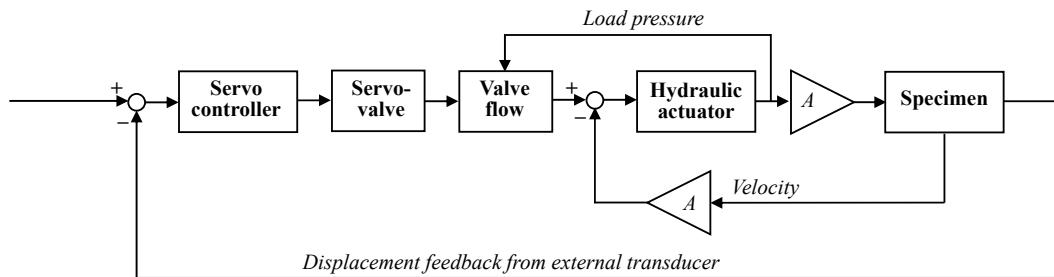 Load pressure
+
Servo
controller
Servo-
valve
Valve
flow
+
Hydraulic
actuator
A
Specimen
−
−
A
Velocity
Displacement feedback from external transducer